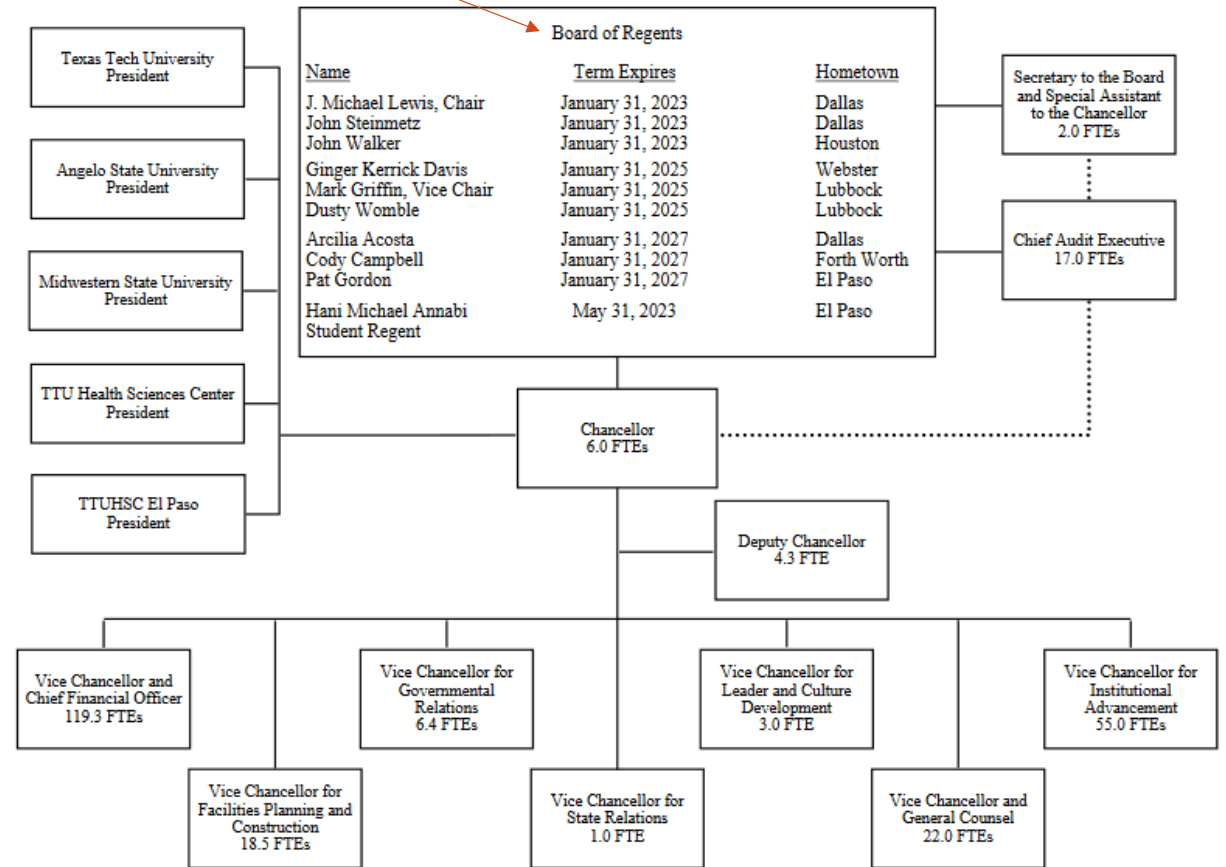 Board of Regents
Name Term Expires Hometown
J. Michael Lewis, Chair January 31, 2023 Dallas
John Steinmetz January 31, 2023 Dallas
John Walker January 31, 2023 Houston
Ginger Kerrick Davis January 31, 2025 Webster
Mark Griffin, Vice Chair January 31, 2025 Lubbock
Dusty Womble January 31, 2025 Lubbock
Arcilia Acosta January 31, 2027 Dallas
Cody Campbell January 31, 2027 Forth Worth
Pat Gordon January 31, 2027 El Paso
Hani Michael Annabi May 31, 2023 El Paso
Student Regent
Texas Tech University
President
Angelo State University
President
Midwestern State University
President
TTU Health Sciences Center
President
TTUHSC El Paso
President
Secretary to the Board
and Special Assistant
to the Chancellor
2.0 FTEs
Chief Audit Executive
17.0 FTEs
Chancellor
6.0 FTEs
Deputy Chancellor
4.3 FTE
Vice Chancellor and
Chief Financial Officer
119.3 FTEs
Vice Chancellor for
Governmental
Relations
6.4 FTEs
Vice Chancellor for
Leader and Culture
Development
3.0 FTE
Vice Chancellor for
Institutional
Advancement
55.0 FTEs
Vice Chancellor for
Facilities Planning and
Construction
18.5 FTEs
Vice Chancellor for
State Relations
1.0 FTE
Vice Chancellor and
General Counsel
22.0 FTEs